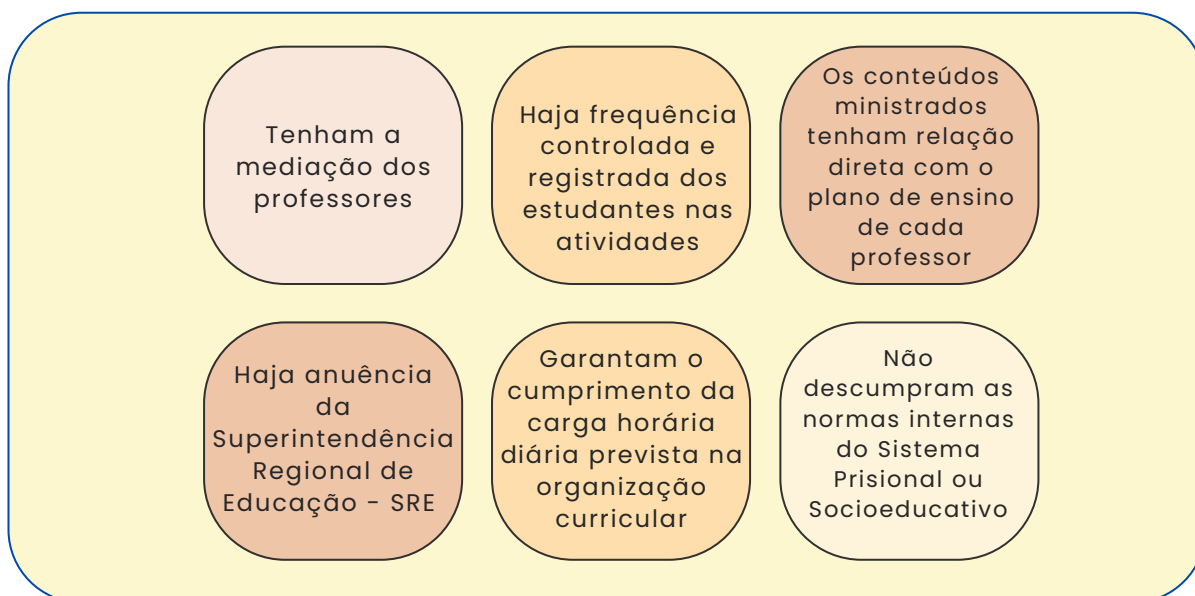 Tenham a
mediação dos
professores
Haja frequência
controlada e
registrada dos
estudantes nas
atividades
Os conteúdos
ministrados
tenham relação
direta com o
plano de ensino
de cada
professor
Haja anuência
da
Superintendência
Regional de
Educação - SRE
Garantam o
cumprimento da
carga horária
diária prevista na
organização
curricular
Não
descumpram as
normas internas
do Sistema
Prisional ou
Socioeducativo